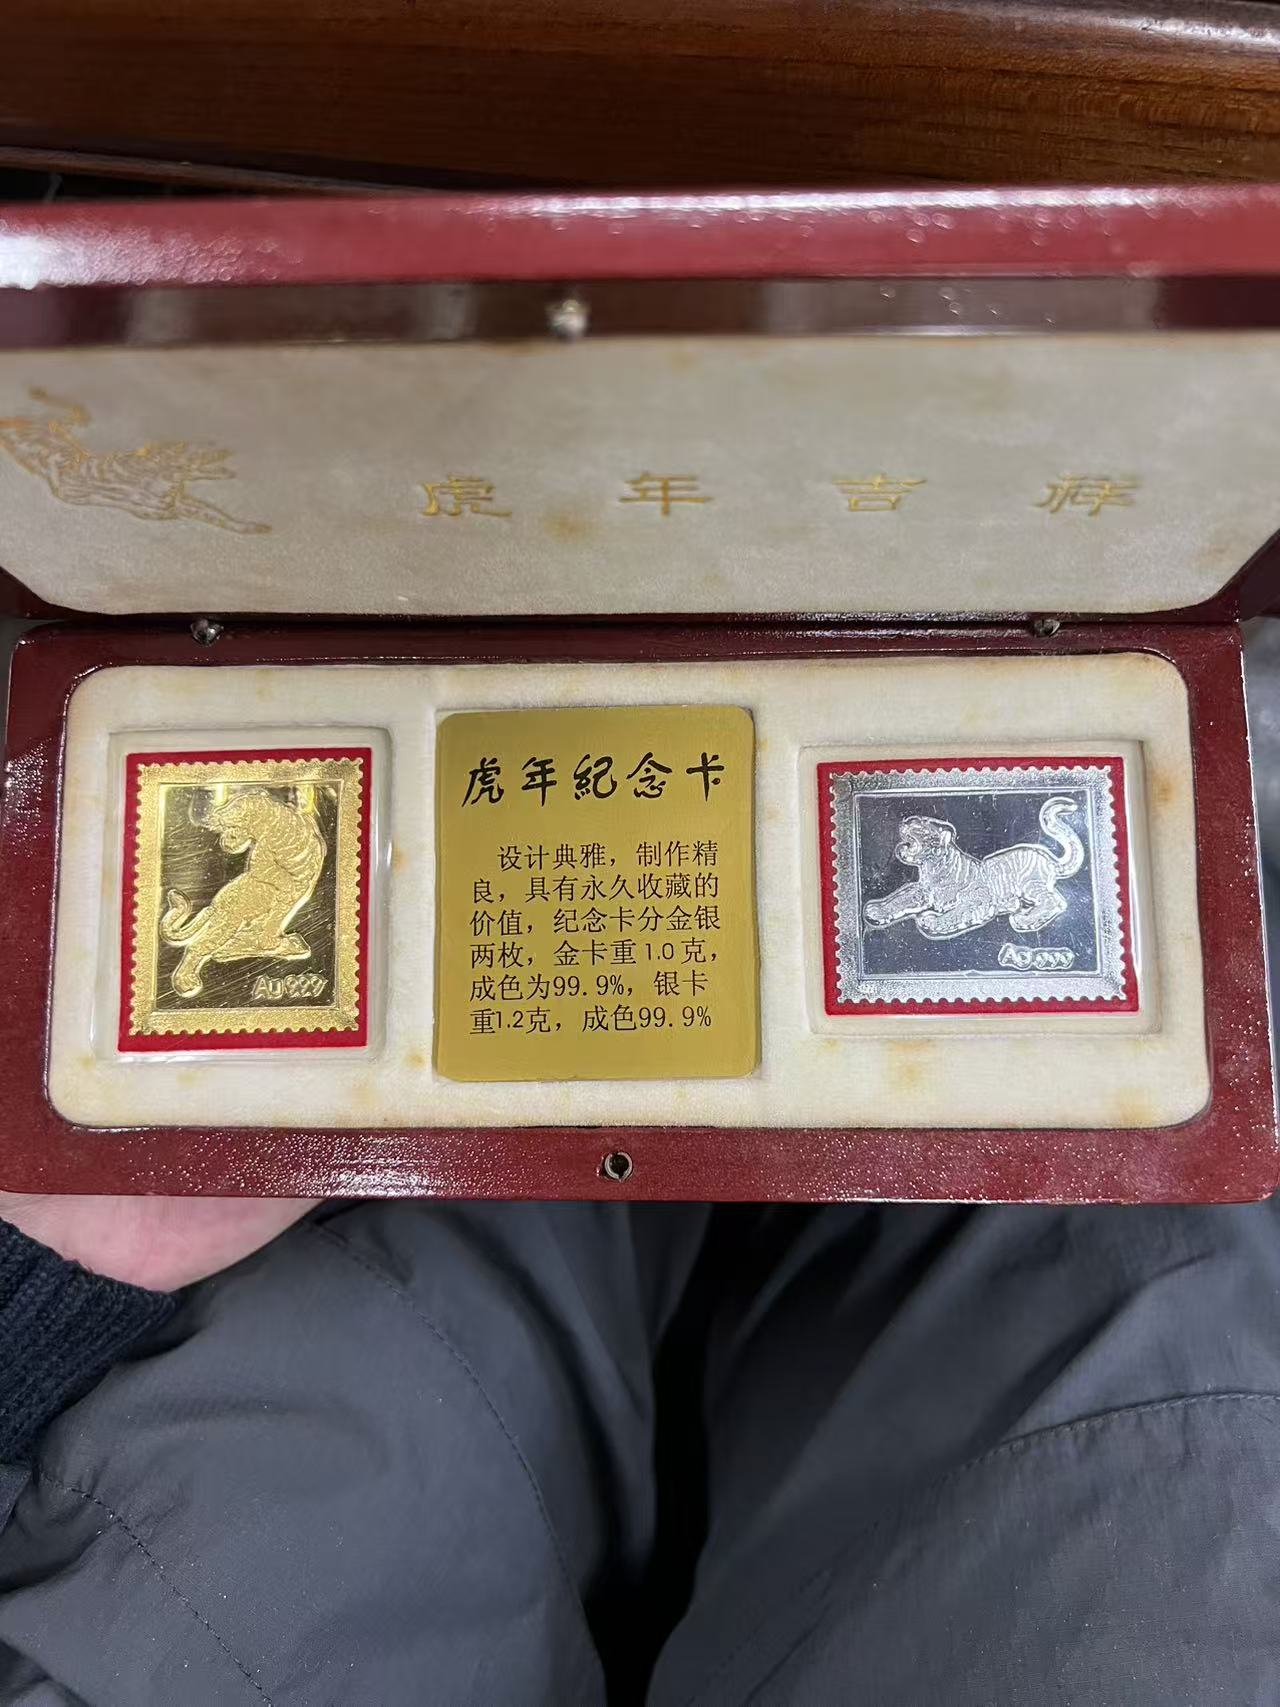 虎年吉祥
虎年纪念卡
设计典雅，制作精
良，具有永久收藏的
价值，纪念卡分金银
两枚，金卡重1.0克，
成色为99.9%，银卡
重1.2克，成色99.9%
Au999
Ag999